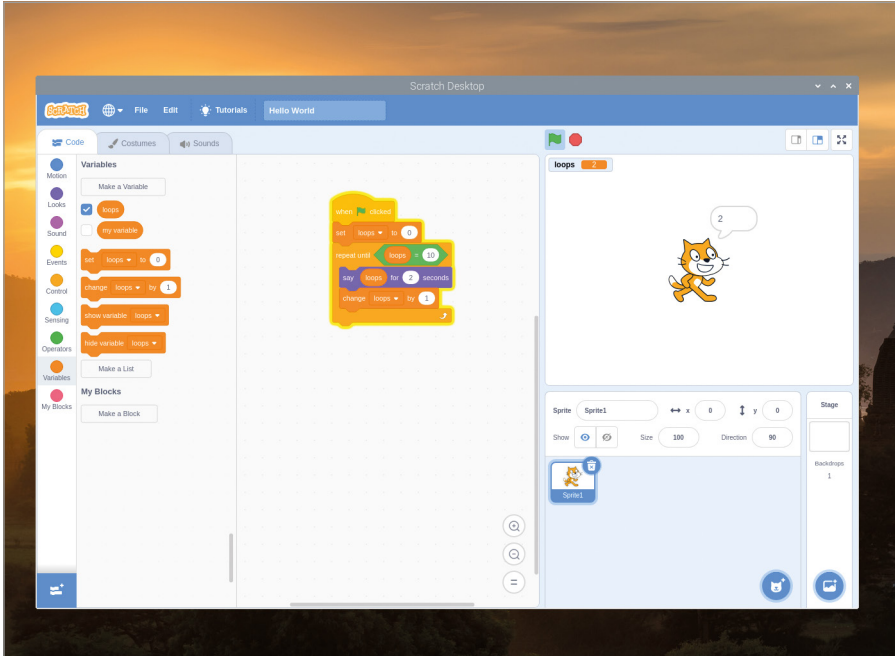 Scratch Desktop
SCRATCH File Edit Tutorials Hello World
Code Costumes Sounds
Motion
Looks
Sound
Events
Control
Sensing
Operators
Variables
My Blocks
Variables
Make a Variable
loops
my variable
set loops to 0
change loops by 1
show variable loops
hide variable loops
Make a List
My Blocks
Make a Block
when clicked
set loops to 0
repeat until loops = 10
say loops for 2 seconds
change loops by 1
loops 2
2
Sprite Sprite1 x 0 y 0
Show Size 100 Direction 90
Sprite1
Stage
Backdrops
1